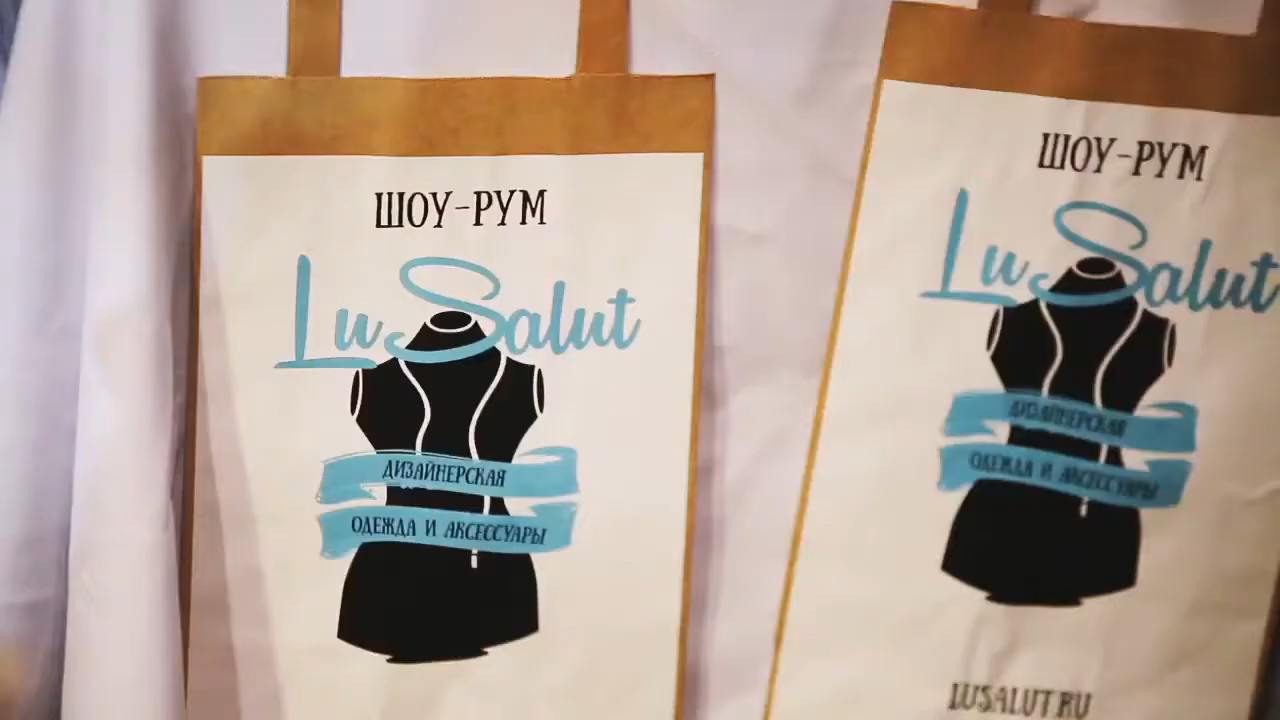 ШОУ-РУМ
Lu Salut
ДИЗАЙНЕРСКАЯ
ОДЕЖДА И АКСЕССУАРЫ
ШОУ-РУМ
Lu Salut
ДИЗАЙНЕРСКАЯ
ОДЕЖДА И АКСЕССУАРЫ
LUSALUT.RU